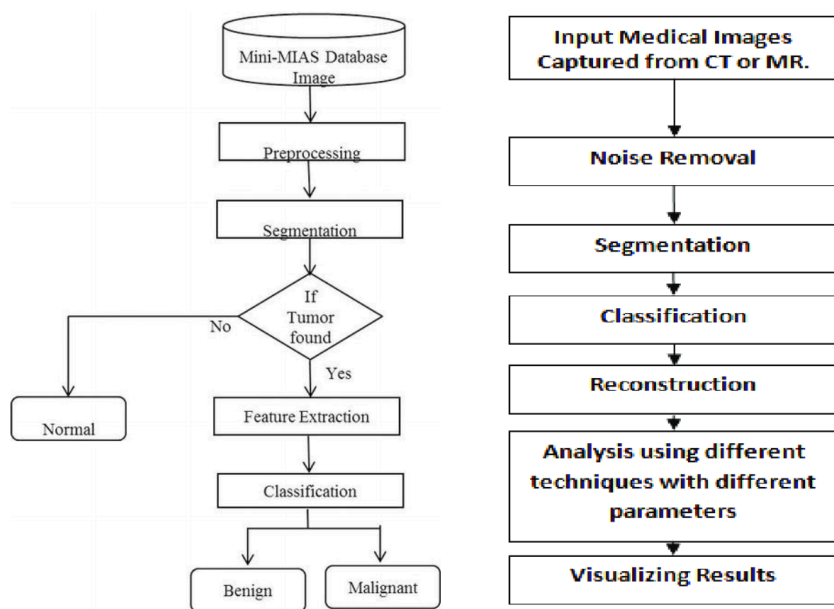 Mini-MIAS Database
Image
Preprocessing
Segmentation
If
Tumor
found
No
Yes
Normal
Feature Extraction
Classification
Benign
Malignant
Input Medical Images
Captured from CT or MR.
Noise Removal
Segmentation
Classification
Reconstruction
Analysis using different
techniques with different
parameters
Visualizing Results